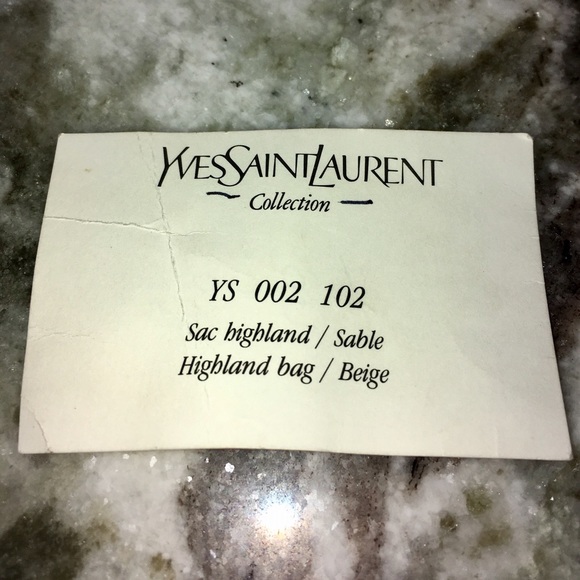 YVESSAINTLAURENT
Collection
YS 002 102
Sac highland / Sable
Highland bag / Beige